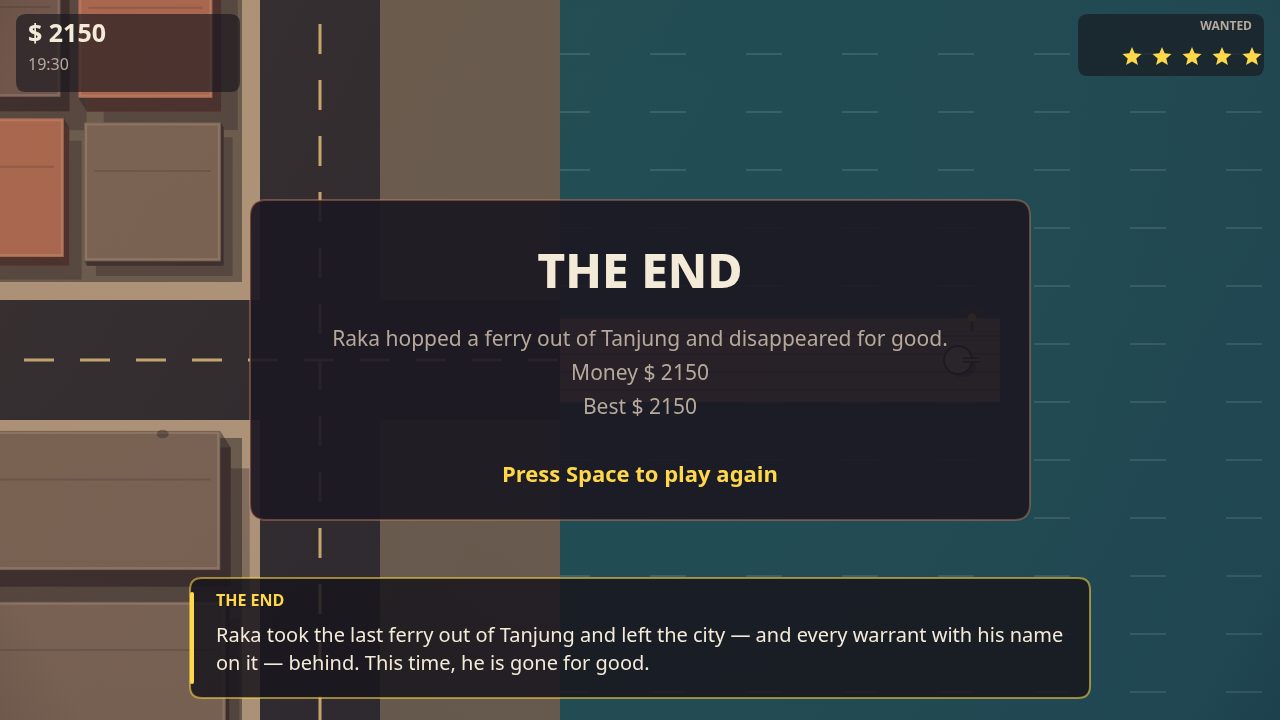 $ 2150
19:30
WANTED
THE END
Raka hopped a ferry out of Tanjung and disappeared for good.
Money $ 2150
Best $ 2150
Press Space to play again
THE END
Raka took the last ferry out of Tanjung and left the city — and every warrant with his name
on it — behind. This time, he is gone for good.